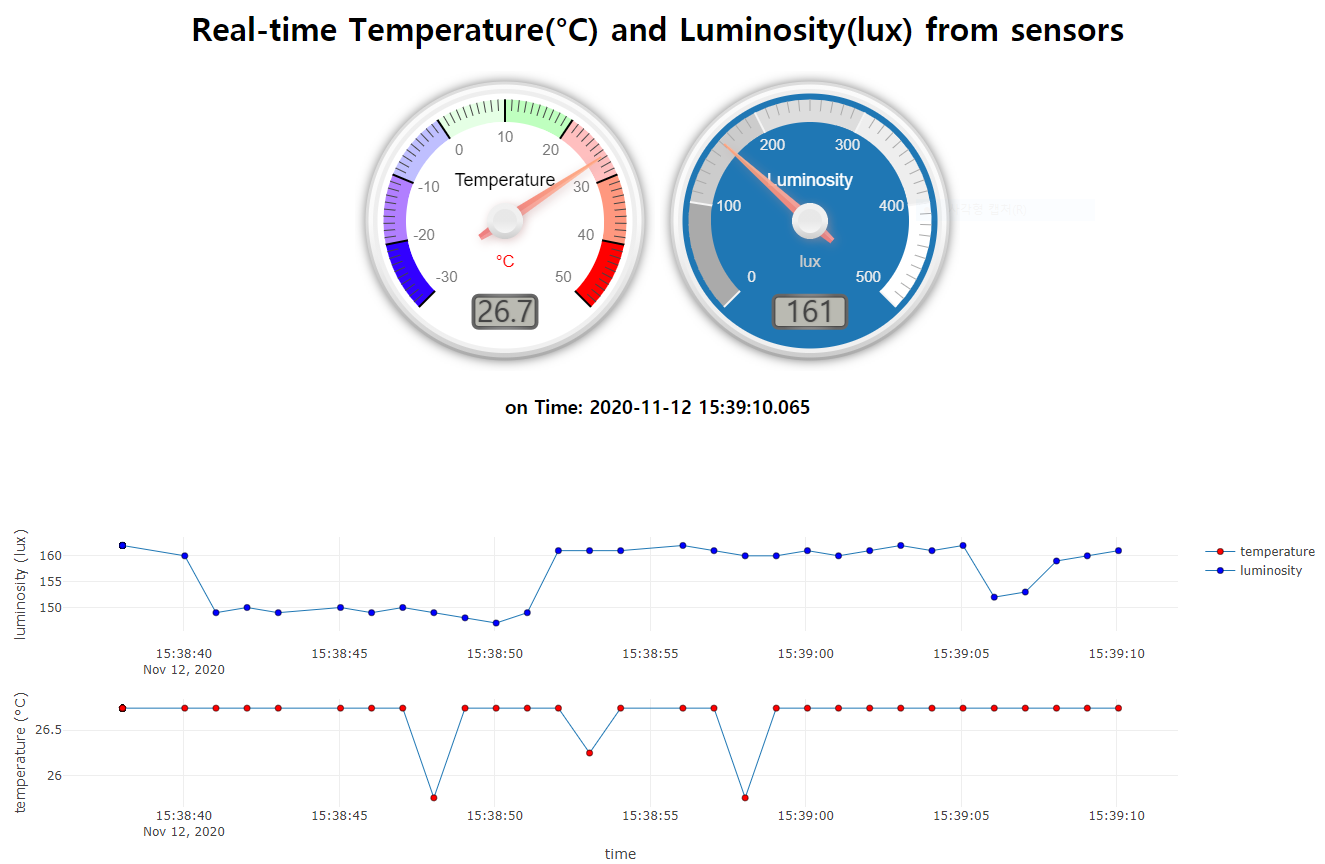 Real-time Temperature(°C) and Luminosity(lux) from sensors
-30 -20 -10 0 10 20 30 40 50
Temperature
°C
26.7
0 100 200 300 400 500
Luminosity
lux
161
on Time: 2020-11-12 15:39:10.065
luminosity (lux)
160
155
150
15:38:40 15:38:45 15:38:50 15:38:55 15:39:00 15:39:05 15:39:10
Nov 12, 2020
temperature
luminosity
temperature (°C)
26.5
26
15:38:40 15:38:45 15:38:50 15:38:55 15:39:00 15:39:05 15:39:10
Nov 12, 2020
time